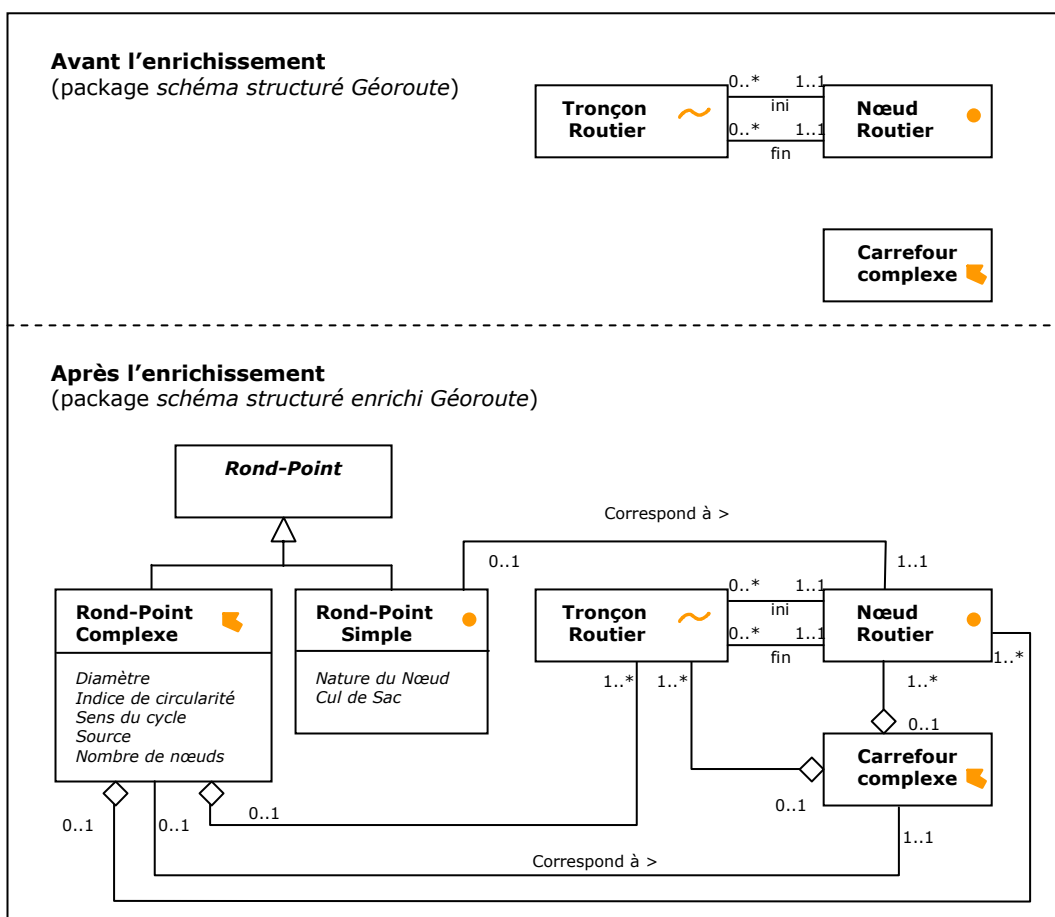 Avant l'enrichissement
(package schéma structuré Géoroute)
0..* 1..1
ini
0..* 1..1
fin
Tronçon
Routier
Nœud
Routier
Carrefour
complexe
Après l'enrichissement
(package schéma structuré enrichi Géoroute)
Rond-Point
Correspond à >
0..1
1..1
Rond-Point
Complexe
Diamètre
Indice de circularité
Sens du cycle
Source
Nombre de nœuds
Rond-Point
Simple
Nature du Nœud
Cul de Sac
Tronçon
Routier
0..* 1..1
ini
0..* 1..1
fin
Nœud
Routier
1..*
1..*
1..*
1..*
0..1
Carrefour
complexe
0..1
0..1
0..1
0..1
1..1
Correspond à >